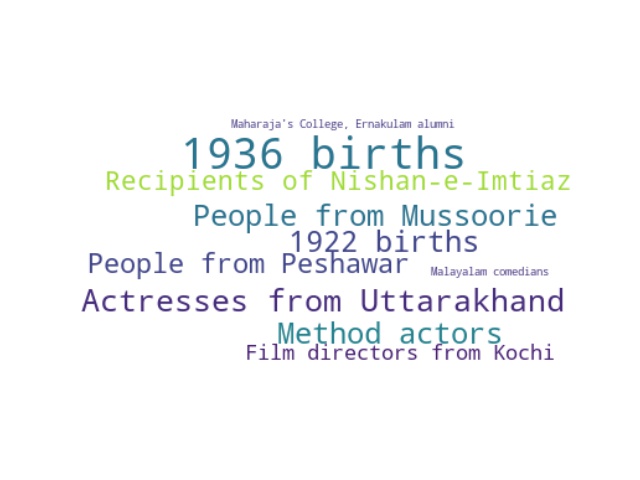 Maharaja's College, Ernakulam alumni
1936 births
Recipients of Nishan-e-Imtiaz
People from Mussoorie
1922 births
People from Peshawar
Malayalam comedians
Actresses from Uttarakhand
Method actors
Film directors from Kochi